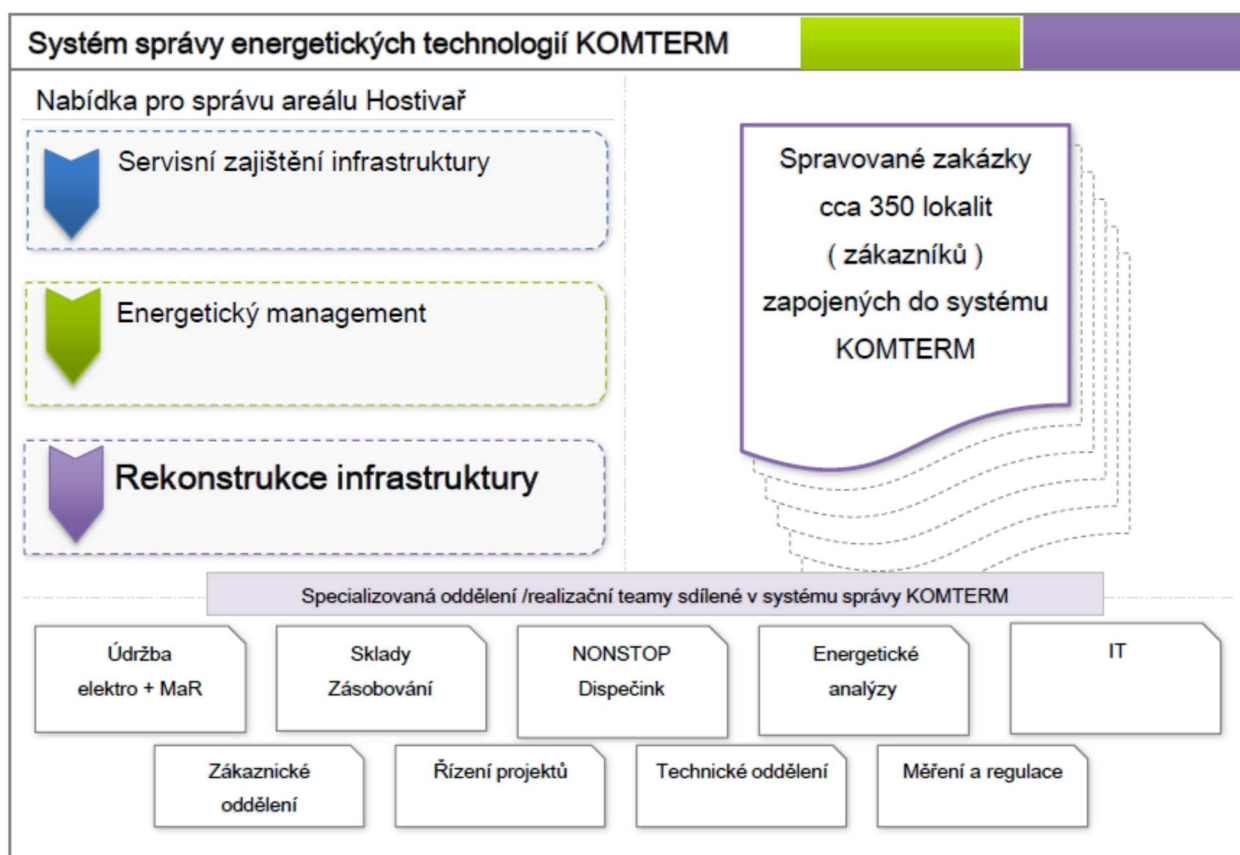 Systém správy energetických technologií KOMTERM
Nabídka pro správu areálu Hostivař
Servisní zajištění infrastruktury
Energetický management
Rekonstrukce infrastruktury
Spravované zakázky
cca 350 lokalit
( zákazníků )
zapojených do systému
KOMTERM
Specializovaná oddělení /realizační teamy sdílené v systému správy KOMTERM
Údržba
elektro + MaR
Sklady
Zásobování
NONSTOP
Dispečink
Energetické
analýzy
IT
Zákaznické
oddělení
Řízení projektů
Technické oddělení
Měření a regulace